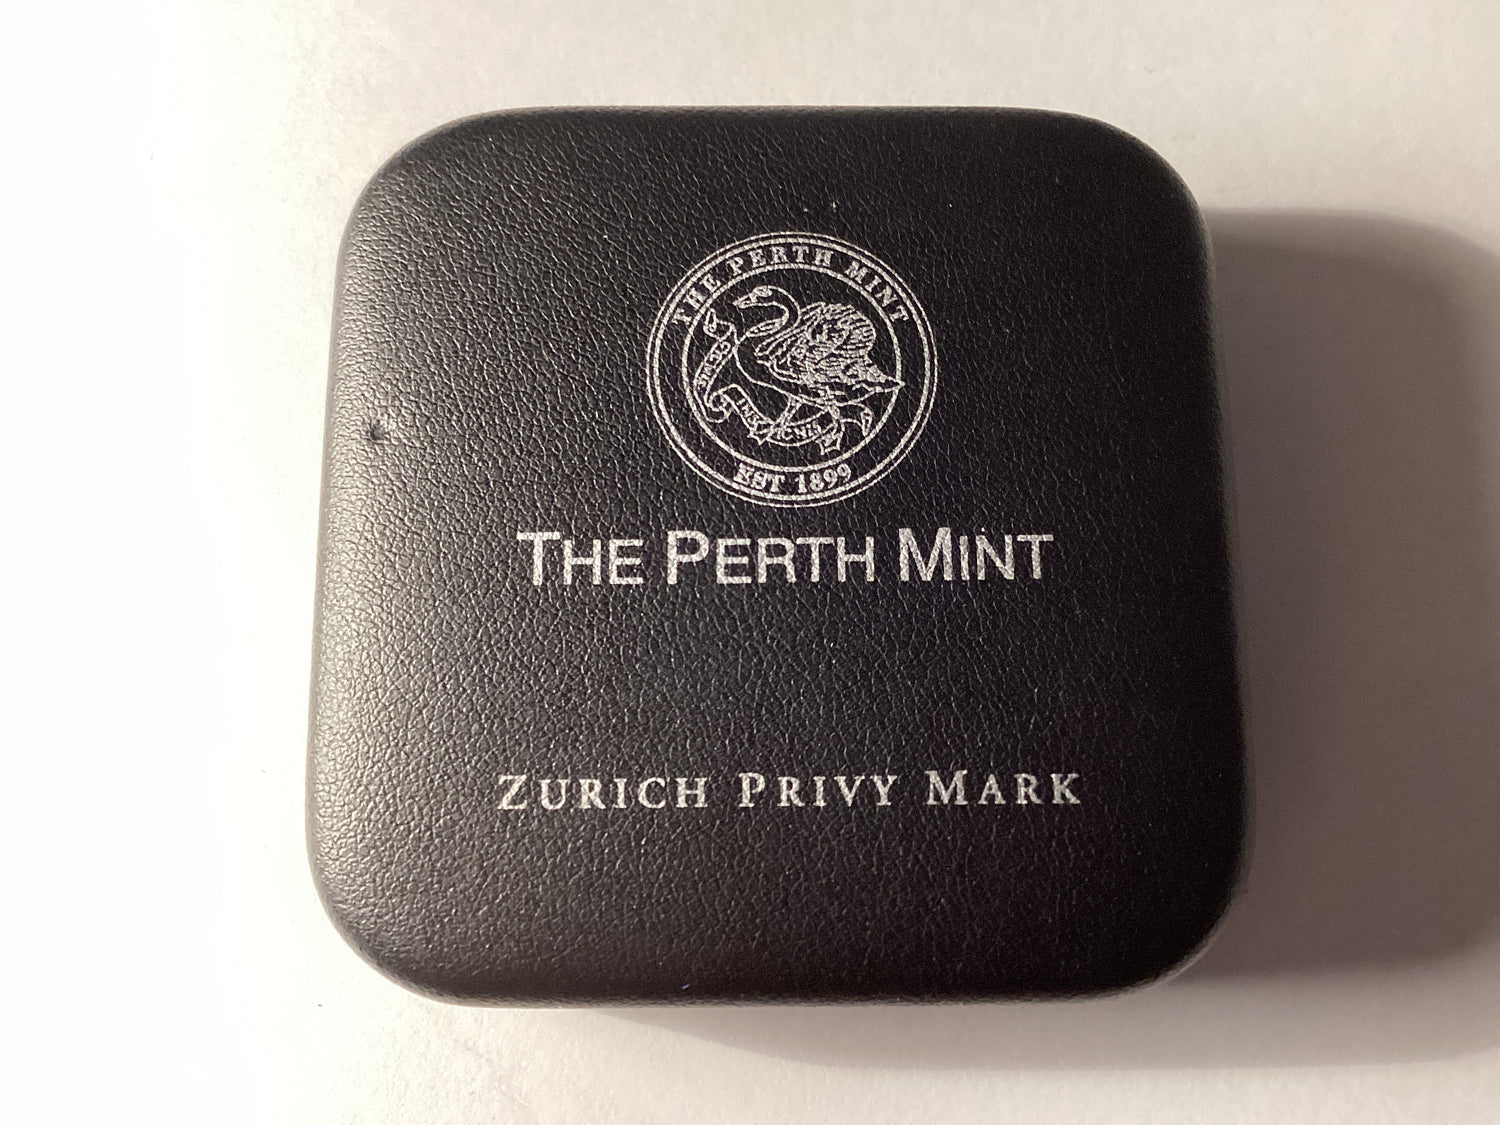 THE PERTH MINT
EST 1899
THE PERTH MINT
ZURICH PRIVY MARK